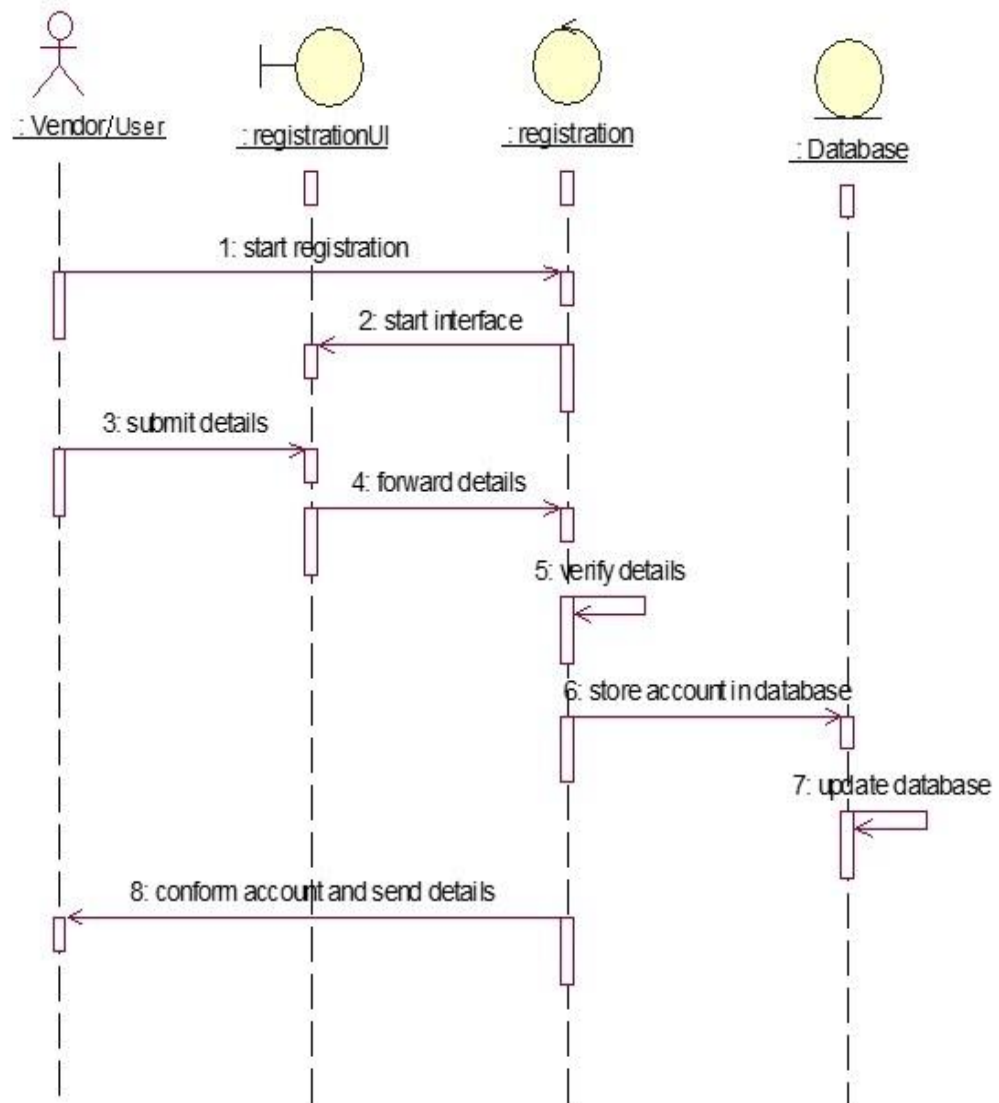 : Vendor/User
: registrationUI
: registration
: Database
1: start registration
2: start interface
3: submit details
4: forward details
5: verify details
6: store account in database
7: update database
8: conform account and send details